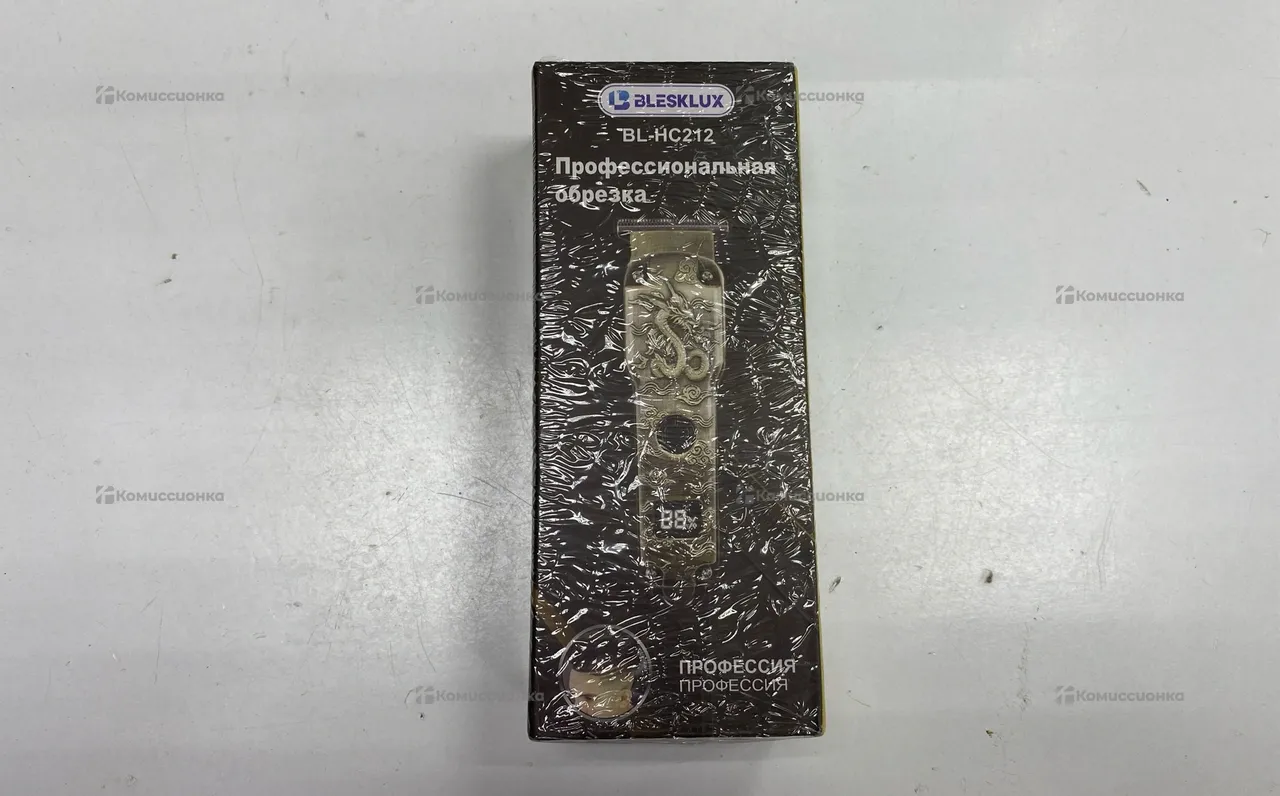 BLESKLUX
BL-HC212
Профессиональная
обрезка
88%
ПРОФЕССИЯ
ПРОФЕССИЯ
Комиссионка
Комиссионка
Комиссионка
Комиссионка
Комиссионка
Комиссионка
Комиссионка
Комиссионка